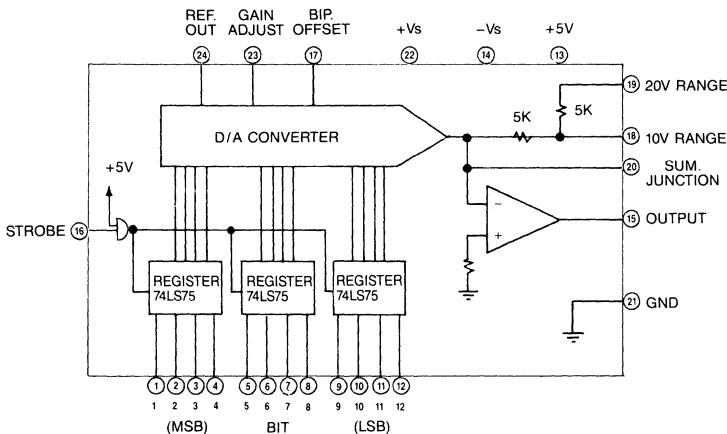 REF. OUT
GAIN ADJUST
BIP. OFFSET
+Vs
−Vs
+5V
24
23
17
22
14
13
19 20V RANGE
5K
5K
D/A CONVERTER
18 10V RANGE
+5V
20 SUM. JUNCTION
−
STROBE 16
15 OUTPUT
+
REGISTER 74LS75
REGISTER 74LS75
REGISTER 74LS75
21 GND
1 2 3 4 5 6 7 8 9 10 11 12
1 2 3 4 5 6 7 8 9 10 11 12
(MSB) BIT (LSB)